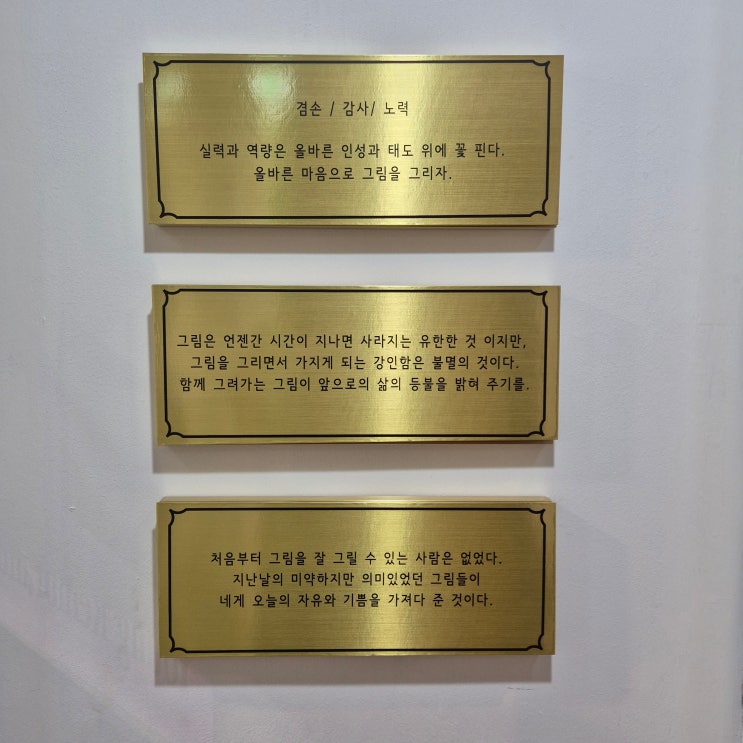 겸손 / 감사/ 노력
실력과 역량은 올바른 인성과 태도 위에 꽃 핀다.
올바른 마음으로 그림을 그리자.
그림은 언젠간 시간이 지나면 사라지는 유한한 것 이지만,
그림을 그리면서 가지게 되는 강인함은 불멸의 것이다.
함께 그려가는 그림이 앞으로의 삶의 등불을 밝혀 주기를.
처음부터 그림을 잘 그릴 수 있는 사람은 없었다.
지난날의 미약하지만 의미있었던 그림들이
네게 오늘의 자유와 기쁨을 가져다 준 것이다.